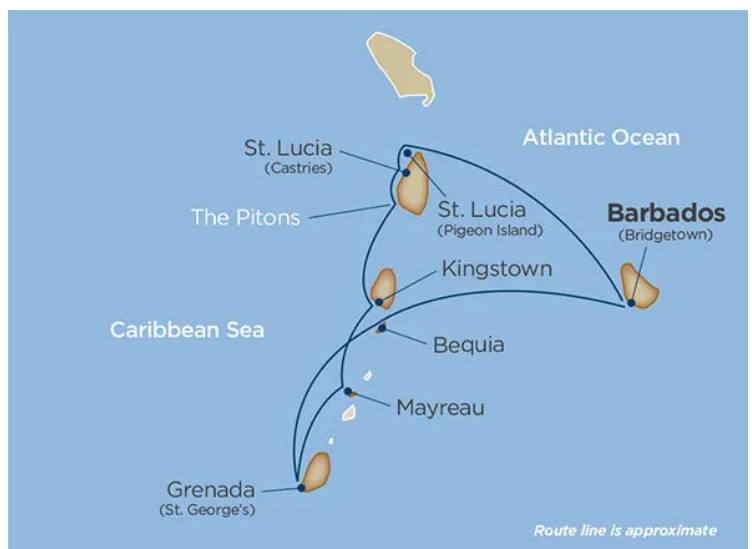 Atlantic Ocean
St. Lucia
(Castries)
St. Lucia
(Pigeon Island)
The Pitons
Barbados
(Bridgetown)
Kingstown
Caribbean Sea
Bequia
Mayreau
Grenada
(St. George's)
Route line is approximate